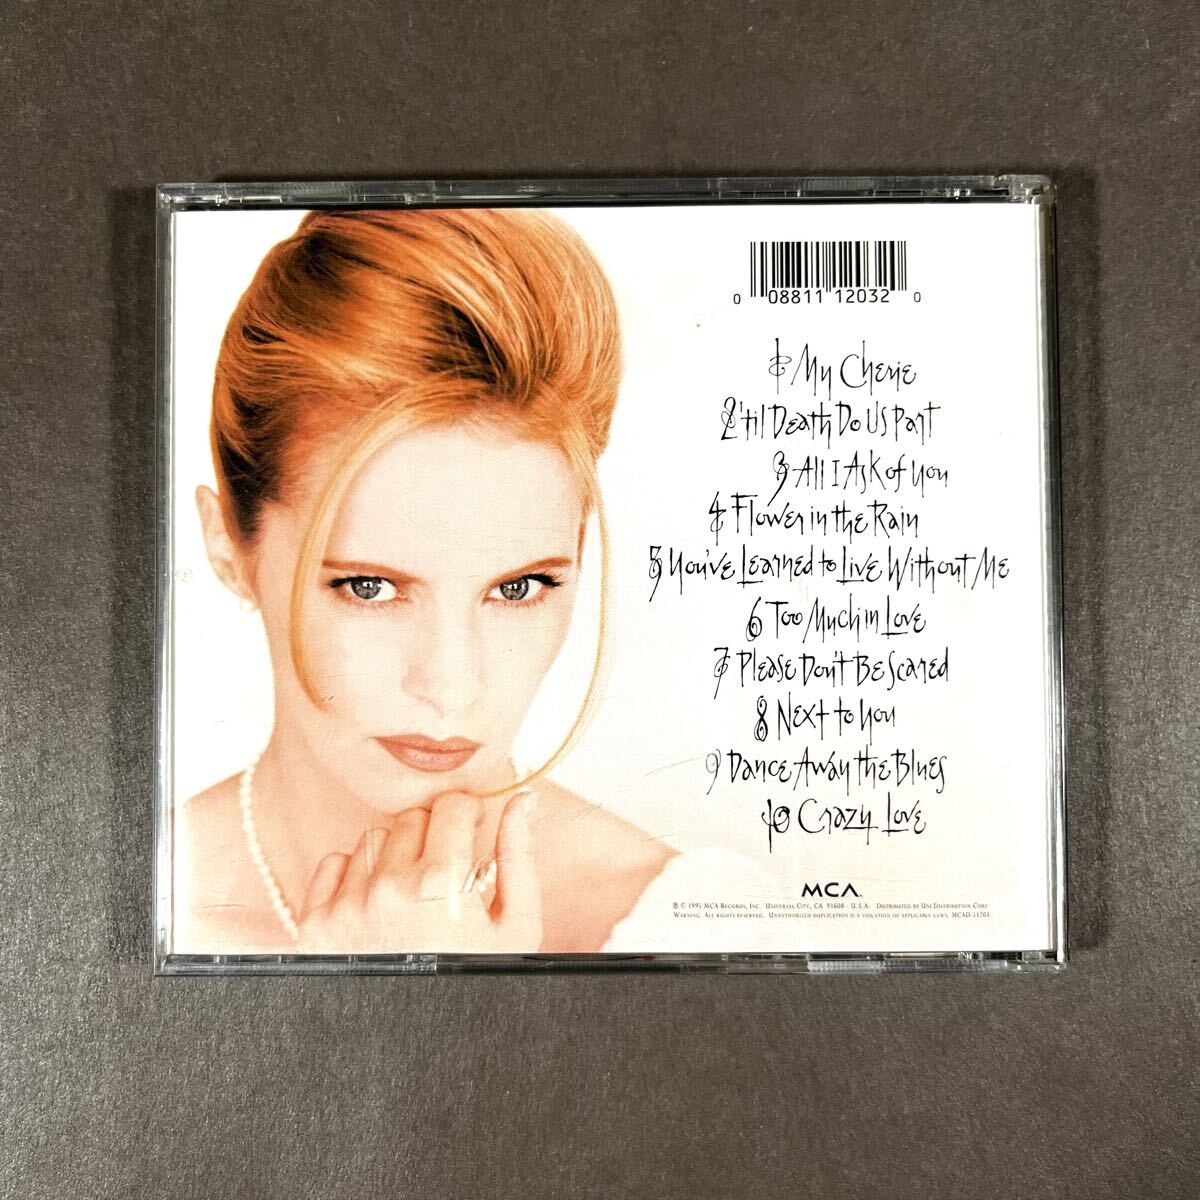 0 08811 12032 0
1 My Cherie
2 'til Death Do Us Part
3 All I Ask of You
4 Flower in the Rain
5 You've Learned to Live Without Me
6 Too Much in Love
7 Please Don't Be Scared
8 Next to You
9 Dance Away the Blues
10 Crazy Love
MCA
℗ © 1995 MCA Records, Inc. Universal City, CA 91608 - U.S.A. Distributed by Uni Distribution Corp.
Warning. All rights reserved. Unauthorized duplication is a violation of applicable laws. MCAD-11203